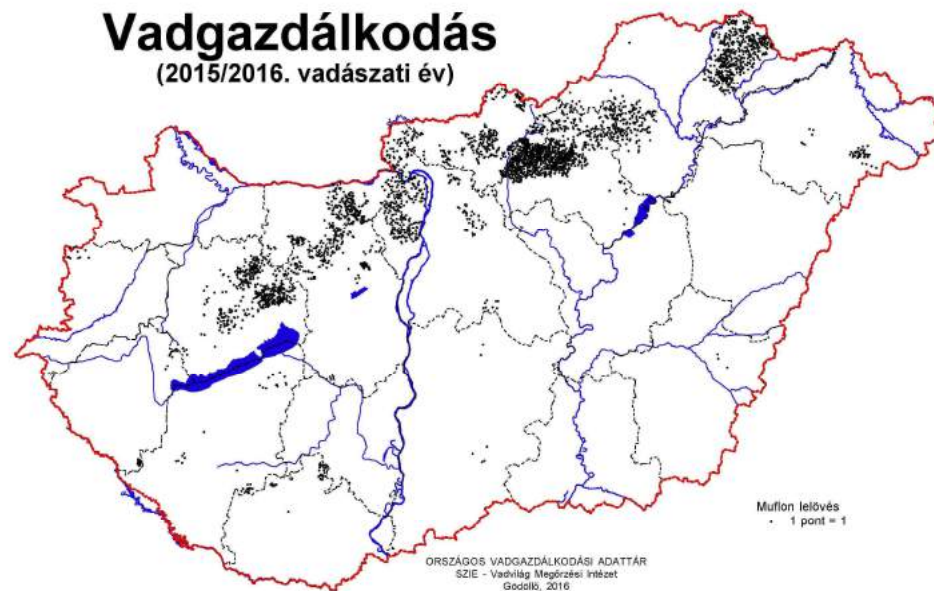 Vadgazdálkodás
(2015/2016. vadászati év)
Muflon lelövés
1 pont = 1
ORSZÁGOS VADGAZDÁLKODÁSI ADATTÁR
SZIE - Vadvilág Megőrzési Intézet
Gödöllő, 2016